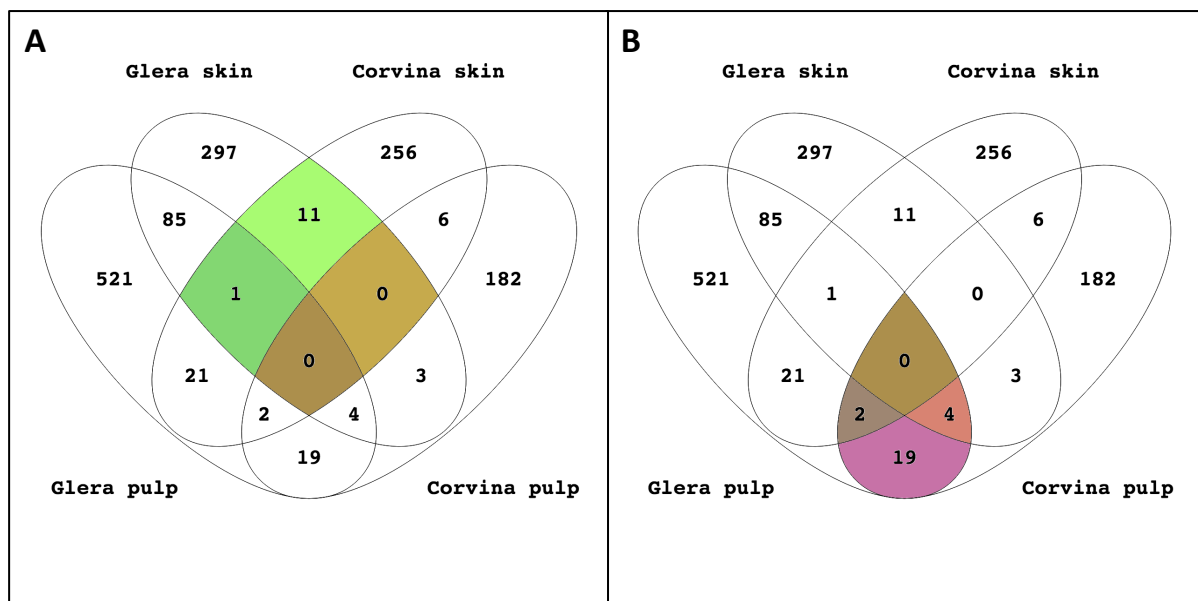 A
Glera skin Corvina skin
297 256
85 11 6
521 1 0 182
0
21 3
2 4
19
Glera pulp Corvina pulp
B
Glera skin Corvina skin
297 256
85 11 6
521 1 0 182
0
21 3
2 4
19
Glera pulp Corvina pulp